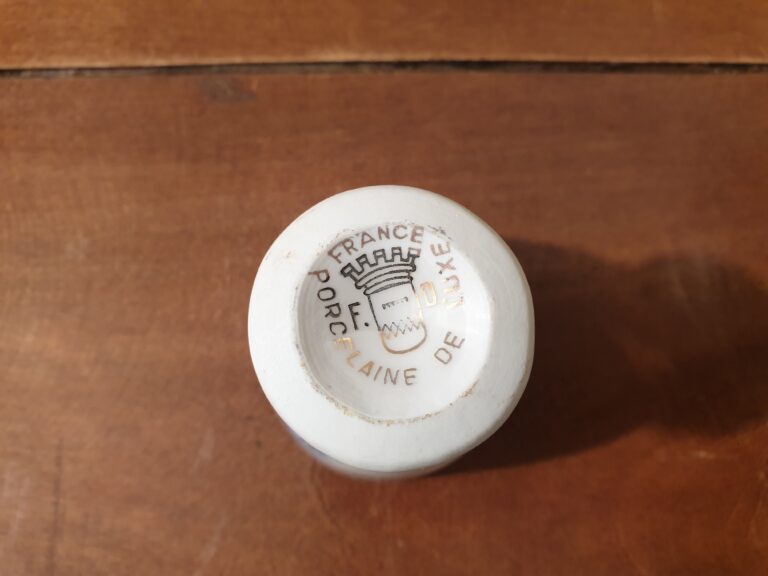 FRANCE
F. D
PORCELAINE DE LUXE